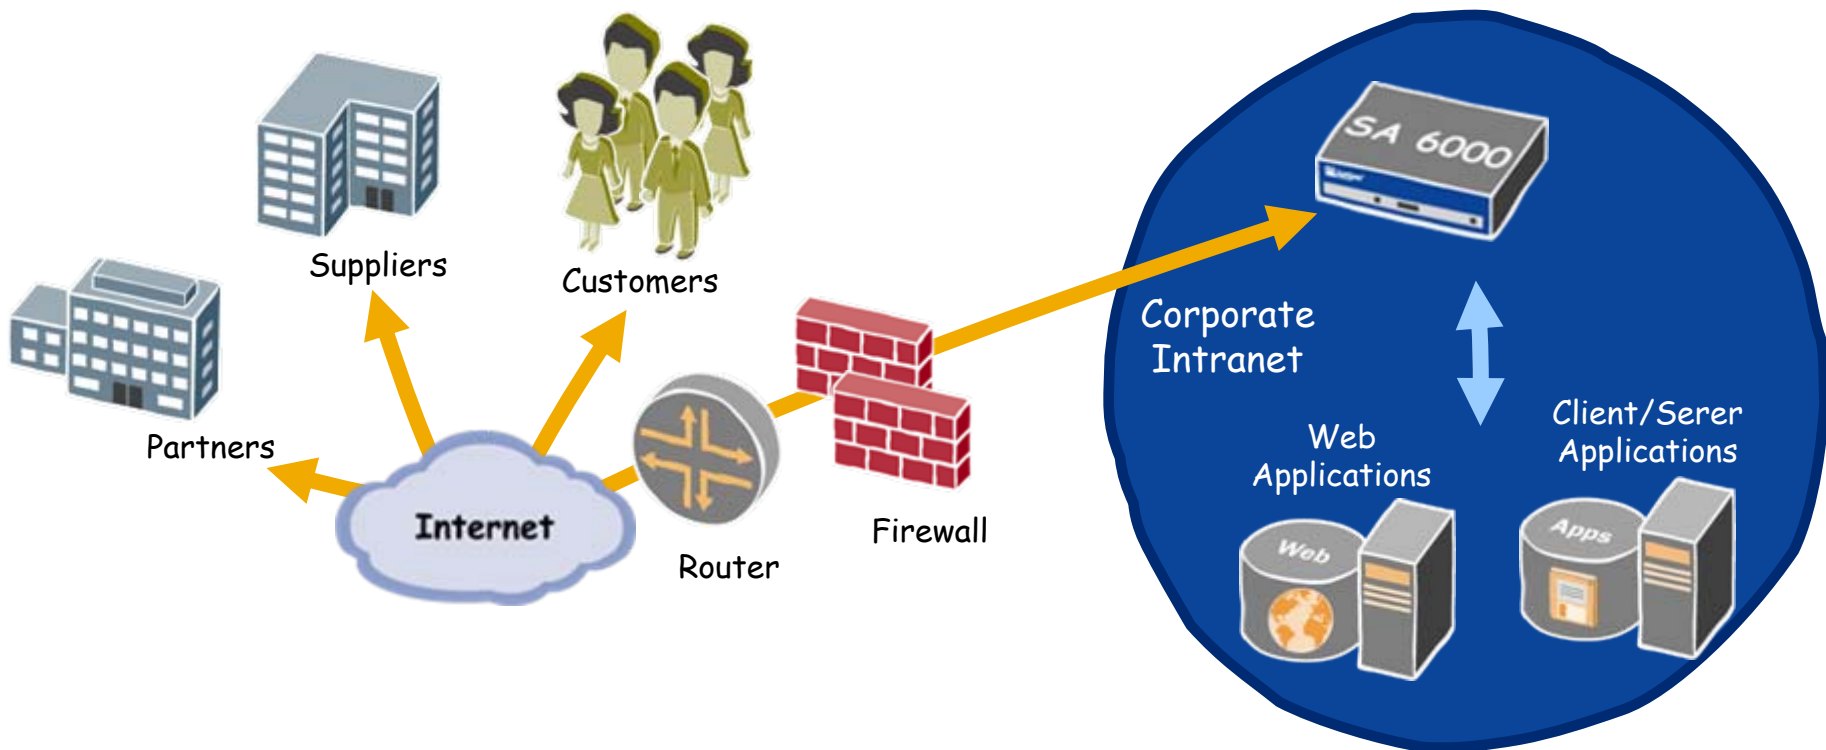 Suppliers
Customers
Partners
Internet
Router
Firewall
SA 6000
Corporate
Intranet
Web
Applications
Client/Serer
Applications
Web
Apps